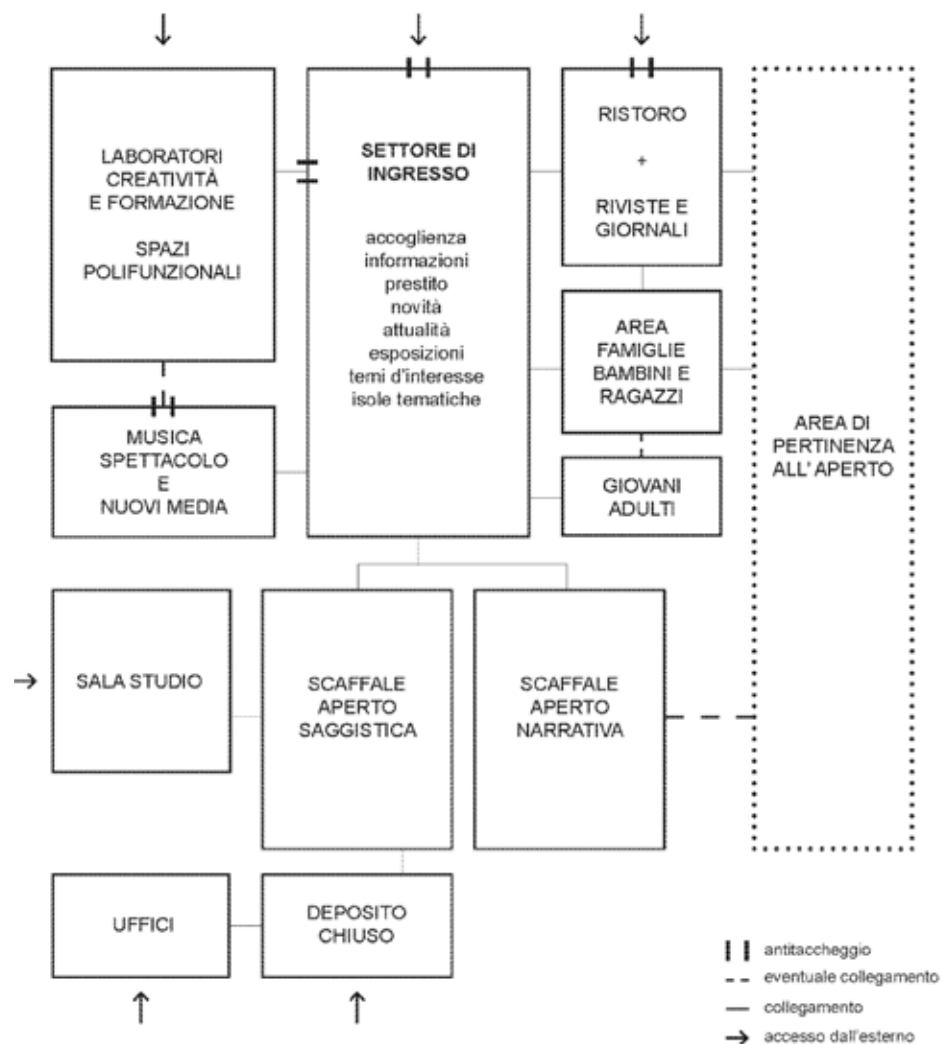 LABORATORI
CREATIVITÀ
E FORMAZIONE
SPAZI
POLIFUNZIONALI
SETTORE DI
INGRESSO
accoglienza
informazioni
prestito
novità
attualità
esposizioni
temi d'interesse
isole tematiche
RISTORO
+
RIVISTE E
GIORNALI
AREA
FAMIGLIE
BAMBINI E
RAGAZZI
GIOVANI
ADULTI
AREA DI
PERTINENZA
ALL' APERTO
MUSICA
SPETTACOLO
E
NUOVI MEDIA
SALA STUDIO
SCAFFALE
APERTO
SAGGISTICA
SCAFFALE
APERTO
NARRATIVA
UFFICI
DEPOSITO
CHIUSO
antitaccheggio
eventuale collegamento
collegamento
accesso dall'esterno